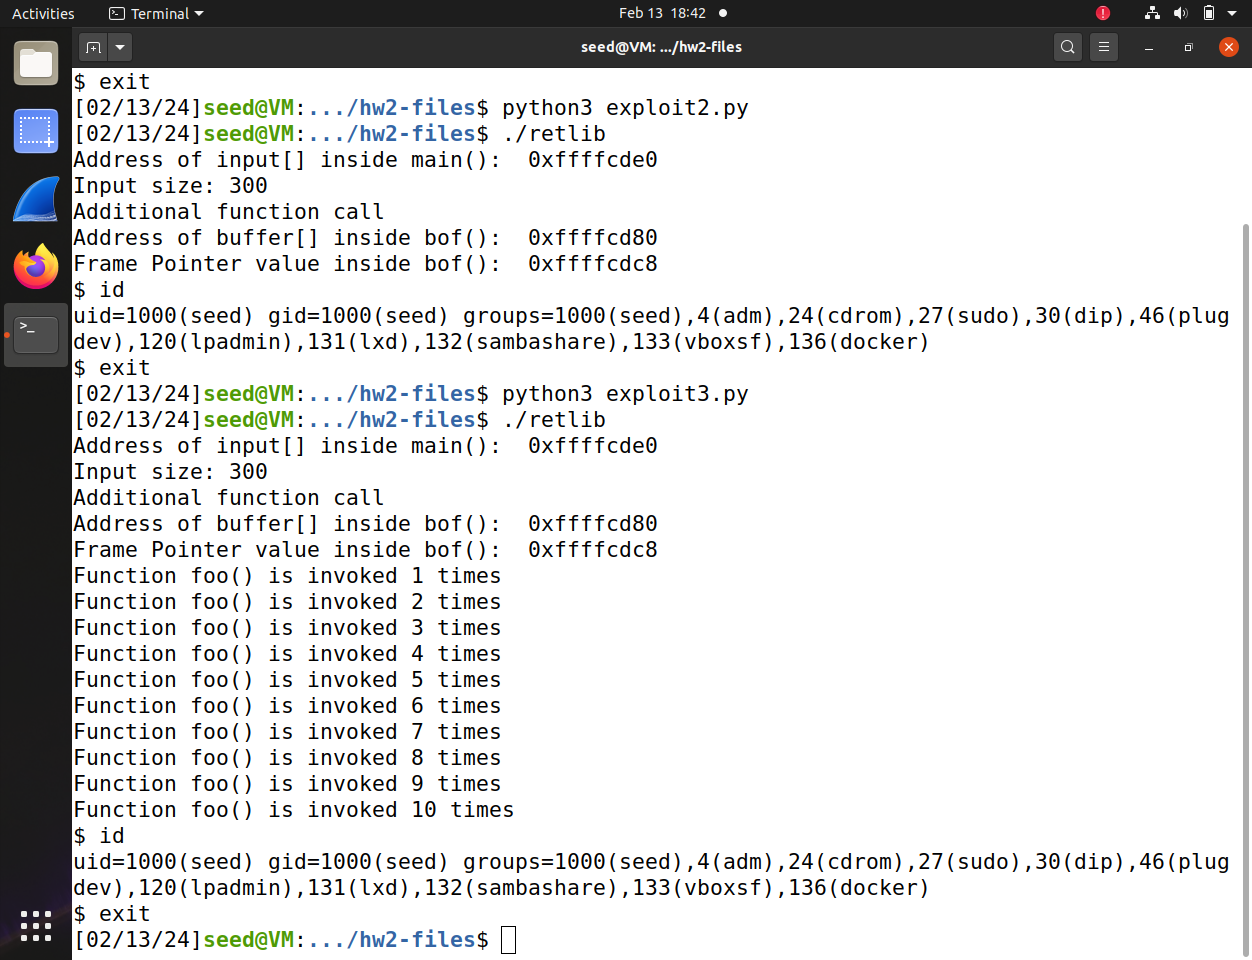 Activities
Terminal
Feb 13  18:42
seed@VM: .../hw2-files
$ exit
[02/13/24]seed@VM:.../hw2-files$ python3 exploit2.py
[02/13/24]seed@VM:.../hw2-files$ ./retlib
Address of input[] inside main():  0xffffcde0
Input size: 300
Additional function call
Address of buffer[] inside bof():  0xffffcd80
Frame Pointer value inside bof():  0xffffcdc8
$ id
uid=1000(seed) gid=1000(seed) groups=1000(seed),4(adm),24(cdrom),27(sudo),30(dip),46(plug
dev),120(lpadmin),131(lxd),132(sambashare),133(vboxsf),136(docker)
$ exit
[02/13/24]seed@VM:.../hw2-files$ python3 exploit3.py
[02/13/24]seed@VM:.../hw2-files$ ./retlib
Address of input[] inside main():  0xffffcde0
Input size: 300
Additional function call
Address of buffer[] inside bof():  0xffffcd80
Frame Pointer value inside bof():  0xffffcdc8
Function foo() is invoked 1 times
Function foo() is invoked 2 times
Function foo() is invoked 3 times
Function foo() is invoked 4 times
Function foo() is invoked 5 times
Function foo() is invoked 6 times
Function foo() is invoked 7 times
Function foo() is invoked 8 times
Function foo() is invoked 9 times
Function foo() is invoked 10 times
$ id
uid=1000(seed) gid=1000(seed) groups=1000(seed),4(adm),24(cdrom),27(sudo),30(dip),46(plug
dev),120(lpadmin),131(lxd),132(sambashare),133(vboxsf),136(docker)
$ exit
[02/13/24]seed@VM:.../hw2-files$